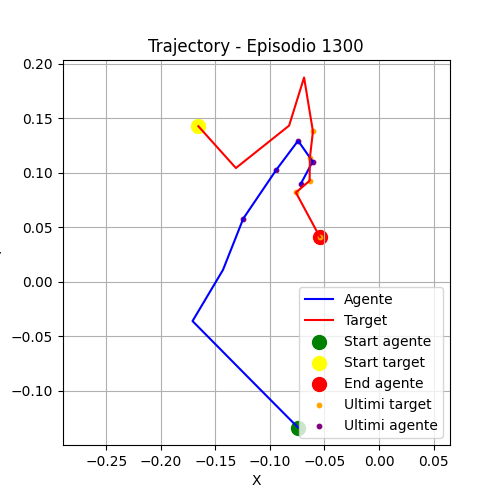 Trajectory - Episodio 1300
0.20
0.15
0.10
0.05
0.00
−0.05
−0.10
Agente
Target
Start agente
Start target
End agente
Ultimi target
Ultimi agente
−0.25 −0.20 −0.15 −0.10 −0.05 0.00 0.05
X